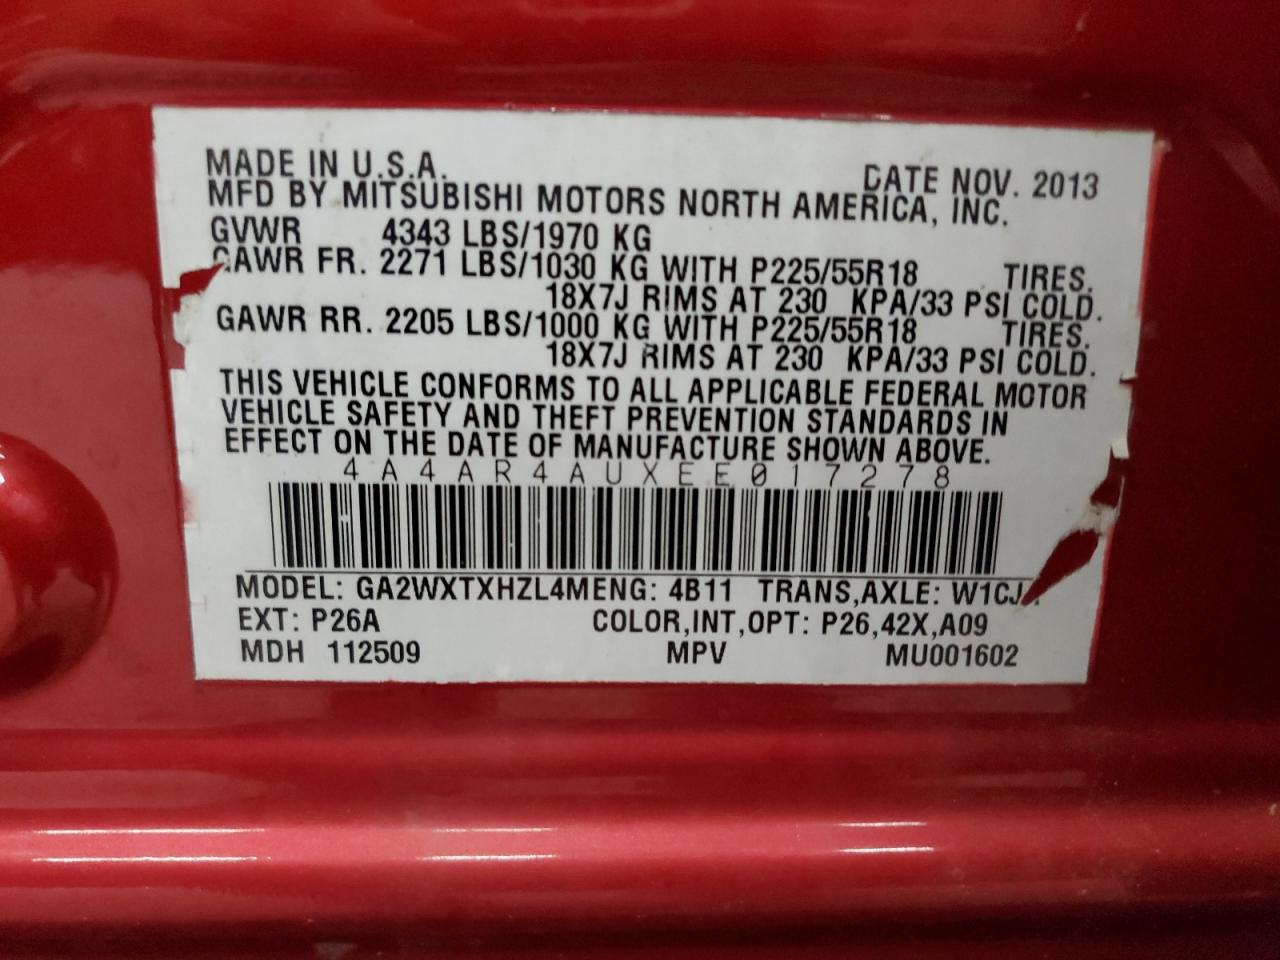 MADE IN U.S.A. DATE NOV. 2013
MFD BY MITSUBISHI MOTORS NORTH AMERICA, INC.
GVWR 4343 LBS/1970 KG
GAWR FR. 2271 LBS/1030 KG WITH P225/55R18 TIRES.
18X7J RIMS AT 230 KPA/33 PSI COLD.
GAWR RR. 2205 LBS/1000 KG WITH P225/55R18 TIRES.
18X7J RIMS AT 230 KPA/33 PSI COLD.
THIS VEHICLE CONFORMS TO ALL APPLICABLE FEDERAL MOTOR
VEHICLE SAFETY AND THEFT PREVENTION STANDARDS IN
EFFECT ON THE DATE OF MANUFACTURE SHOWN ABOVE.
4A4AR4AUXEE017278
MODEL: GA2WXTXHZL4MENG: 4B11 TRANS,AXLE:
EXT: P26A COLOR,INT,OPT: P26,42X,A09
MDH 112509 MPV MU001602